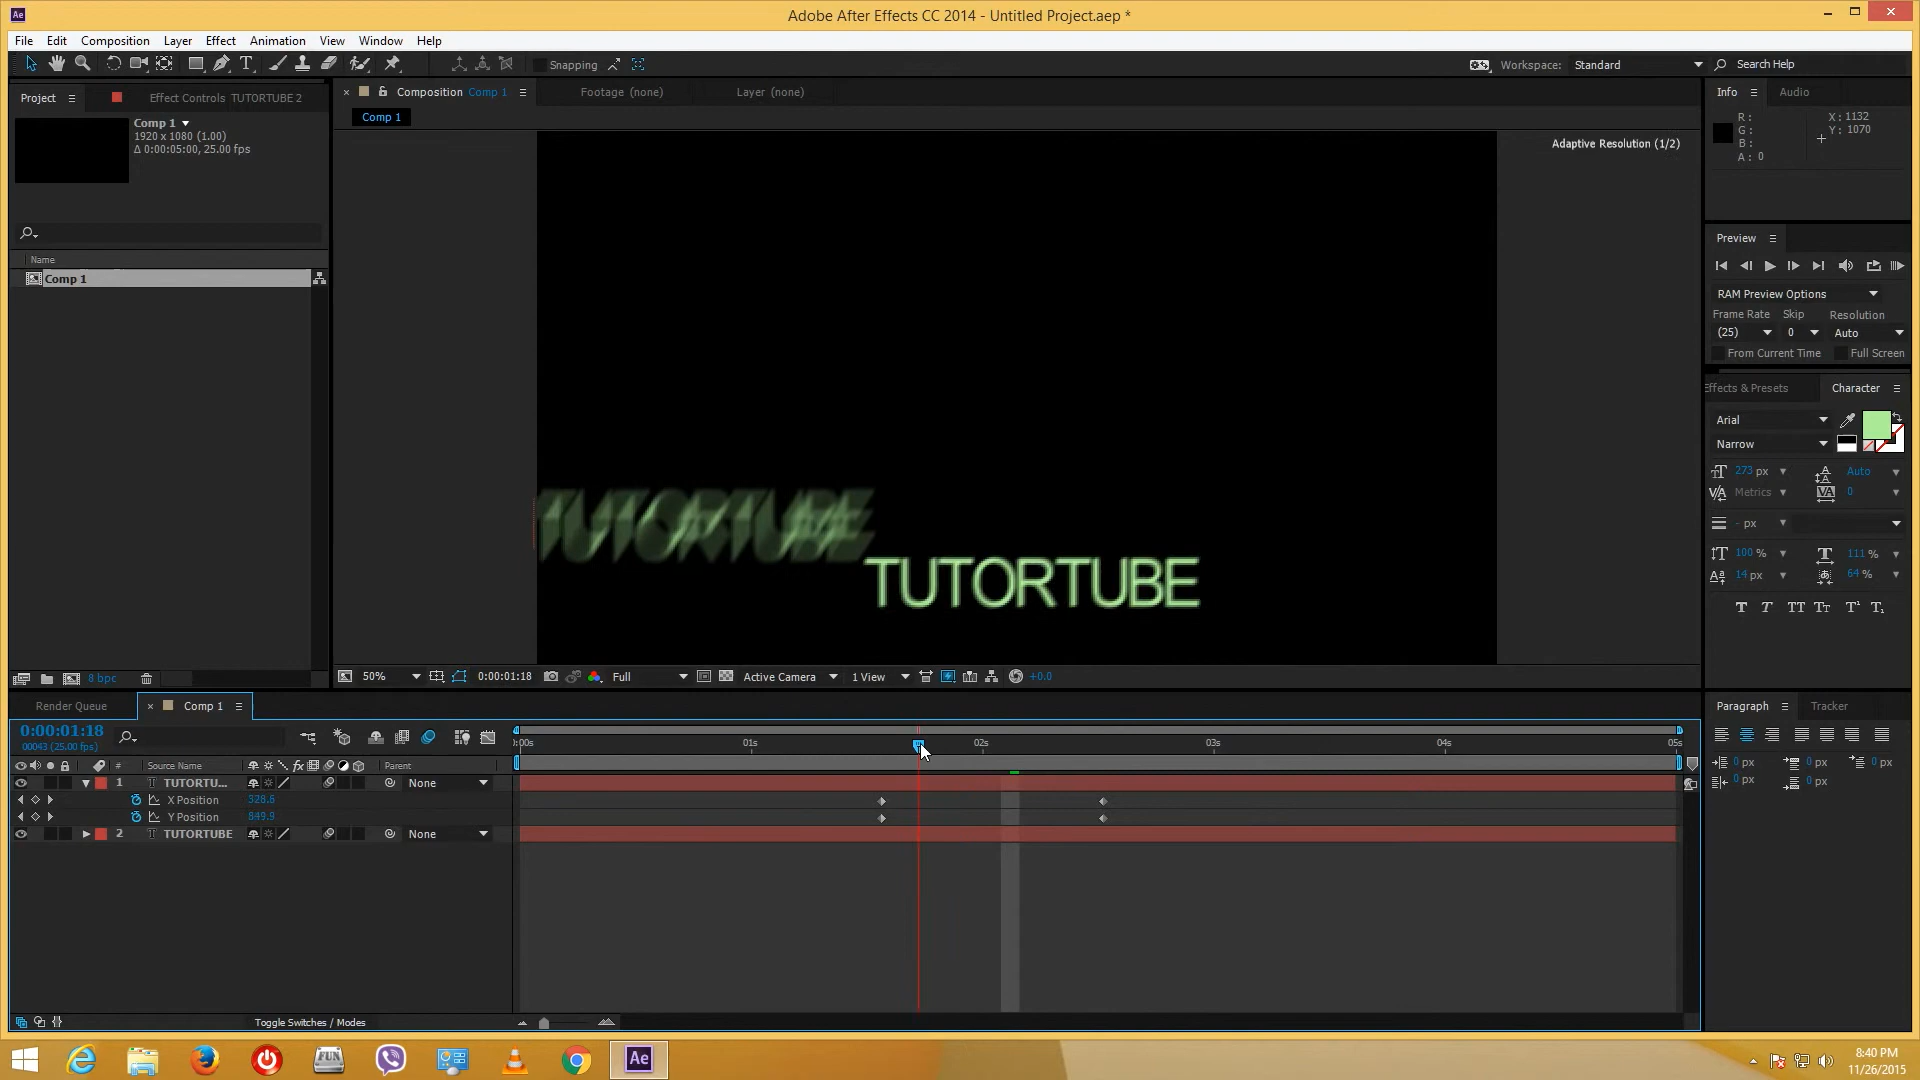 Ae
Adobe After Effects CC 2014 - Untitled Project.aep *
File Edit Composition Layer Effect Animation View Window Help
Snapping
Workspace: Standard
Search Help
Project
Effect Controls TUTORTUBE 2
Comp 1
1920 x 1080 (1.00)
Δ 0:00:05:00, 25.00 fps
Name
Comp 1
8 bpc
Composition Comp 1
Footage (none)
Layer (none)
Comp 1
Adaptive Resolution (1/2)
TUTORTUBE
TUTORTUBE
50%
0:00:01:18
Full
Active Camera
1 View
+0.0
Info
Audio
R :
G :
B :
A : 0
X : 1132
Y : 1070
Preview
RAM Preview Options
Frame Rate Skip Resolution
(25) 0 Auto
From Current Time Full Screen
Effects & Presets
Character
Arial
Narrow
273 px Auto
Metrics 0
- px
100 % 111 %
14 px 64 %
T T TT Tт T¹ T₁
Paragraph
Tracker
0 px 0 px 0 px
0 px 0 px
Render Queue
Comp 1
0:00:01:18
00043 (25.00 fps)
# Source Name Parent
1 TUTORTU... None
X Position 328.6
Y Position 849.9
2 TUTORTUBE None
Toggle Switches / Modes
:00s 01s 02s 03s 04s 05s
FUN
Ae
8:40 PM
11/26/2015